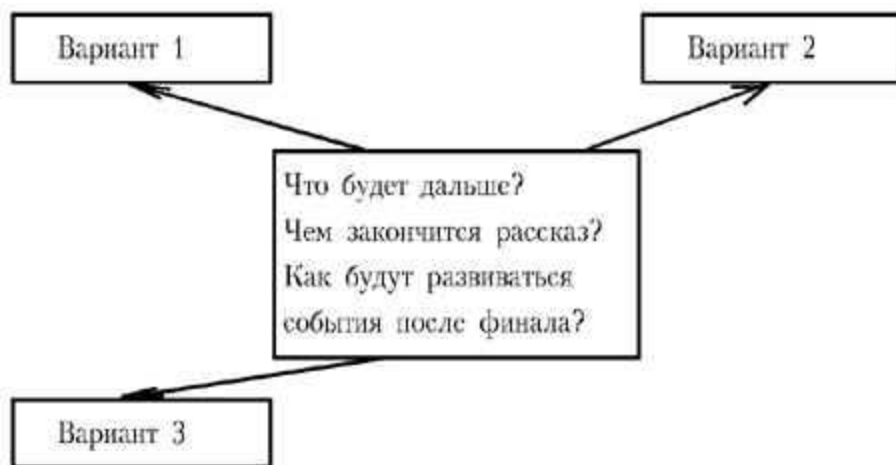 Вариант 1
Вариант 2
Что будет дальше?
Чем закончится рассказ?
Как будут развиваться
события после финала?
Вариант 3